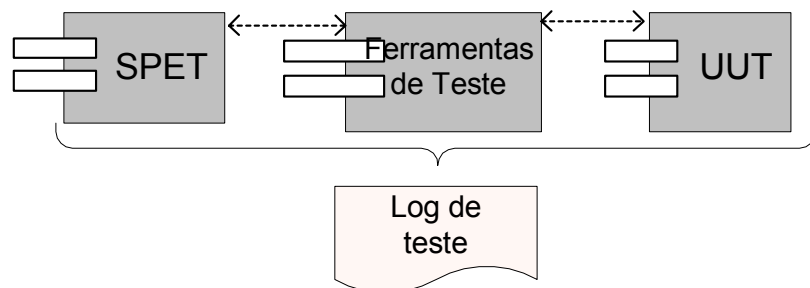 SPET
Ferramentas
de Teste
UUT
Log de
teste